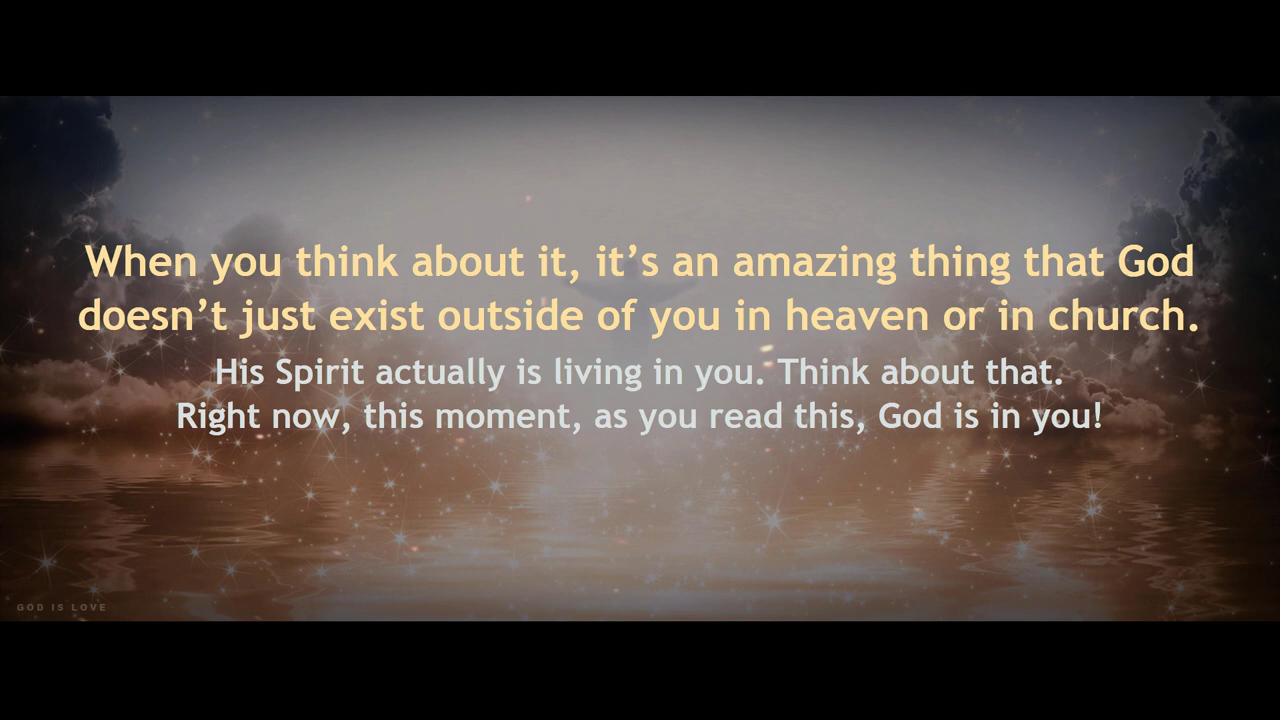 When you think about it, it’s an amazing thing that God
doesn’t just exist outside of you in heaven or in church.
His Spirit actually is living in you. Think about that.
Right now, this moment, as you read this, God is in you!
GOD IS LOVE